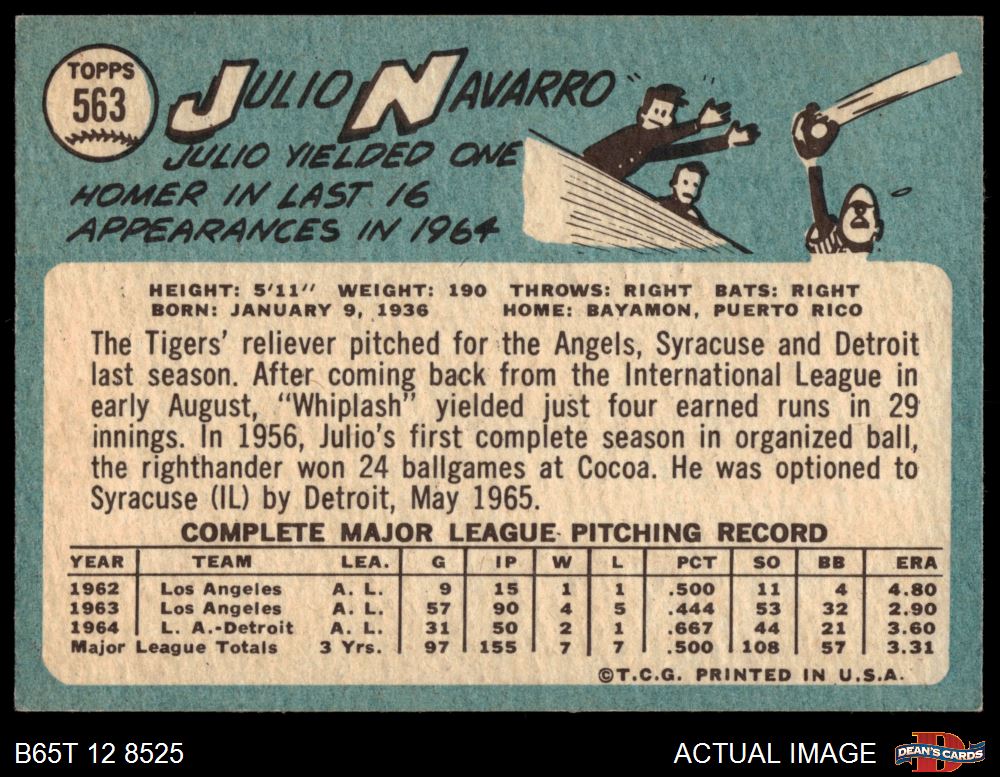 TOPPS
563
JULIO NAVARRO
JULIO YIELDED ONE
HOMER IN LAST 16
APPEARANCES IN 1964
HEIGHT: 5'11" WEIGHT: 190 THROWS: RIGHT BATS: RIGHT
BORN: JANUARY 9, 1936 HOME: BAYAMON, PUERTO RICO
The Tigers' reliever pitched for the Angels, Syracuse and Detroit
last season. After coming back from the International League in
early August, "Whiplash" yielded just four earned runs in 29
innings. In 1956, Julio's first complete season in organized ball,
the righthander won 24 ballgames at Cocoa. He was optioned to
Syracuse (IL) by Detroit, May 1965.
COMPLETE MAJOR LEAGUE PITCHING RECORD
YEAR TEAM LEA. G IP W L PCT SO BB ERA
1962 Los Angeles A. L. 9 15 1 1 .500 11 4 4.80
1963 Los Angeles A. L. 57 90 4 5 .444 53 32 2.90
1964 L. A.-Detroit A. L. 31 50 2 1 .667 44 21 3.60
Major League Totals 3 Yrs. 97 155 7 7 .500 108 57 3.31
©T.C.G. PRINTED IN U.S.A.
B65T 12 8525 ACTUAL IMAGE DEAN'S CARDS